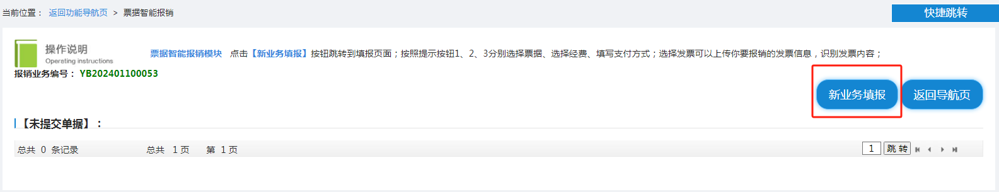 当前位置： 返回功能导航页 > 票据智能报销
快捷跳转
操作说明
Operating instructions
票据智能报销模块 点击【新业务填报】按钮跳转到填报页面；按照提示按钮1、2、3分别选择票据、选择经费、填写支付方式；选择发票可以上传你要报销的发票信息，识别发票内容；
报销业务编号： YB202401100053
新业务填报 返回导航页
【未提交单据】：
总共 0 条记录 总共 1 页 第 1 页 1 跳 转